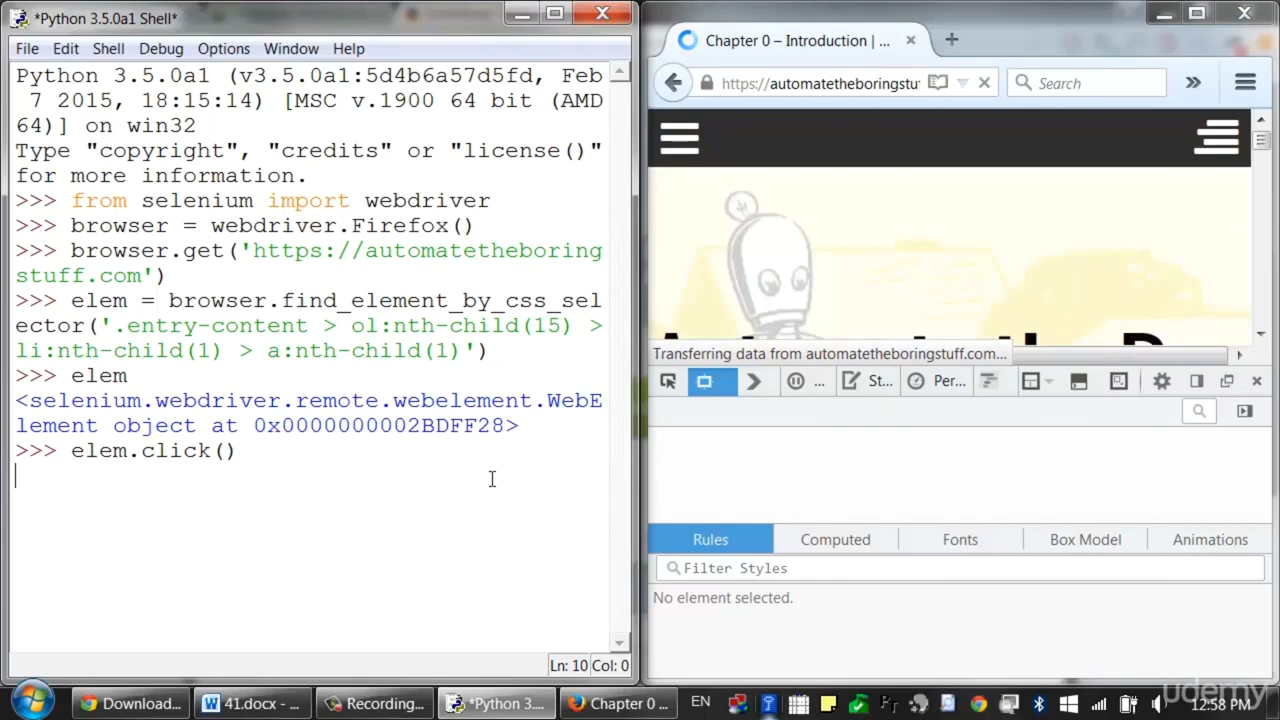 *Python 3.5.0a1 Shell*
File Edit Shell Debug Options Window Help
Python 3.5.0a1 (v3.5.0a1:5d4b6a57d5fd, Feb
7 2015, 18:15:14) [MSC v.1900 64 bit (AMD
64)] on win32
Type "copyright", "credits" or "license()"
for more information.
>>> from selenium import webdriver
>>> browser = webdriver.Firefox()
>>> browser.get('https://automatetheboring
stuff.com')
>>> elem = browser.find_element_by_css_sel
ector('.entry-content > ol:nth-child(15) >
li:nth-child(1) > a:nth-child(1)')
>>> elem
<selenium.webdriver.remote.webelement.WebE
lement object at 0x0000000002BDFF28>
>>> elem.click()
Ln: 10 Col: 0
Chapter 0 – Introduction | ...
https://automatetheboringstu
Search
Transferring data from automatetheboringstuff.com...
... St... Per...
Rules Computed Fonts Box Model Animations
Filter Styles
No element selected.
Download... 41.docx - ... Recording... *Python 3.... Chapter 0 ... EN 12:58 PM
udemy